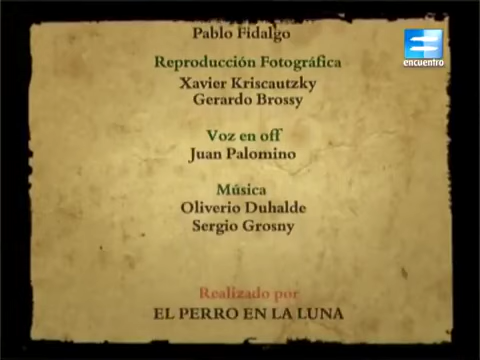 Pablo Fidalgo
Reproducción Fotográfica
Xavier Kriscautzky
Gerardo Brossy
Voz en off
Juan Palomino
Música
Oliverio Duhalde
Sergio Grosny
Realizado por
EL PERRO EN LA LUNA
encuentro